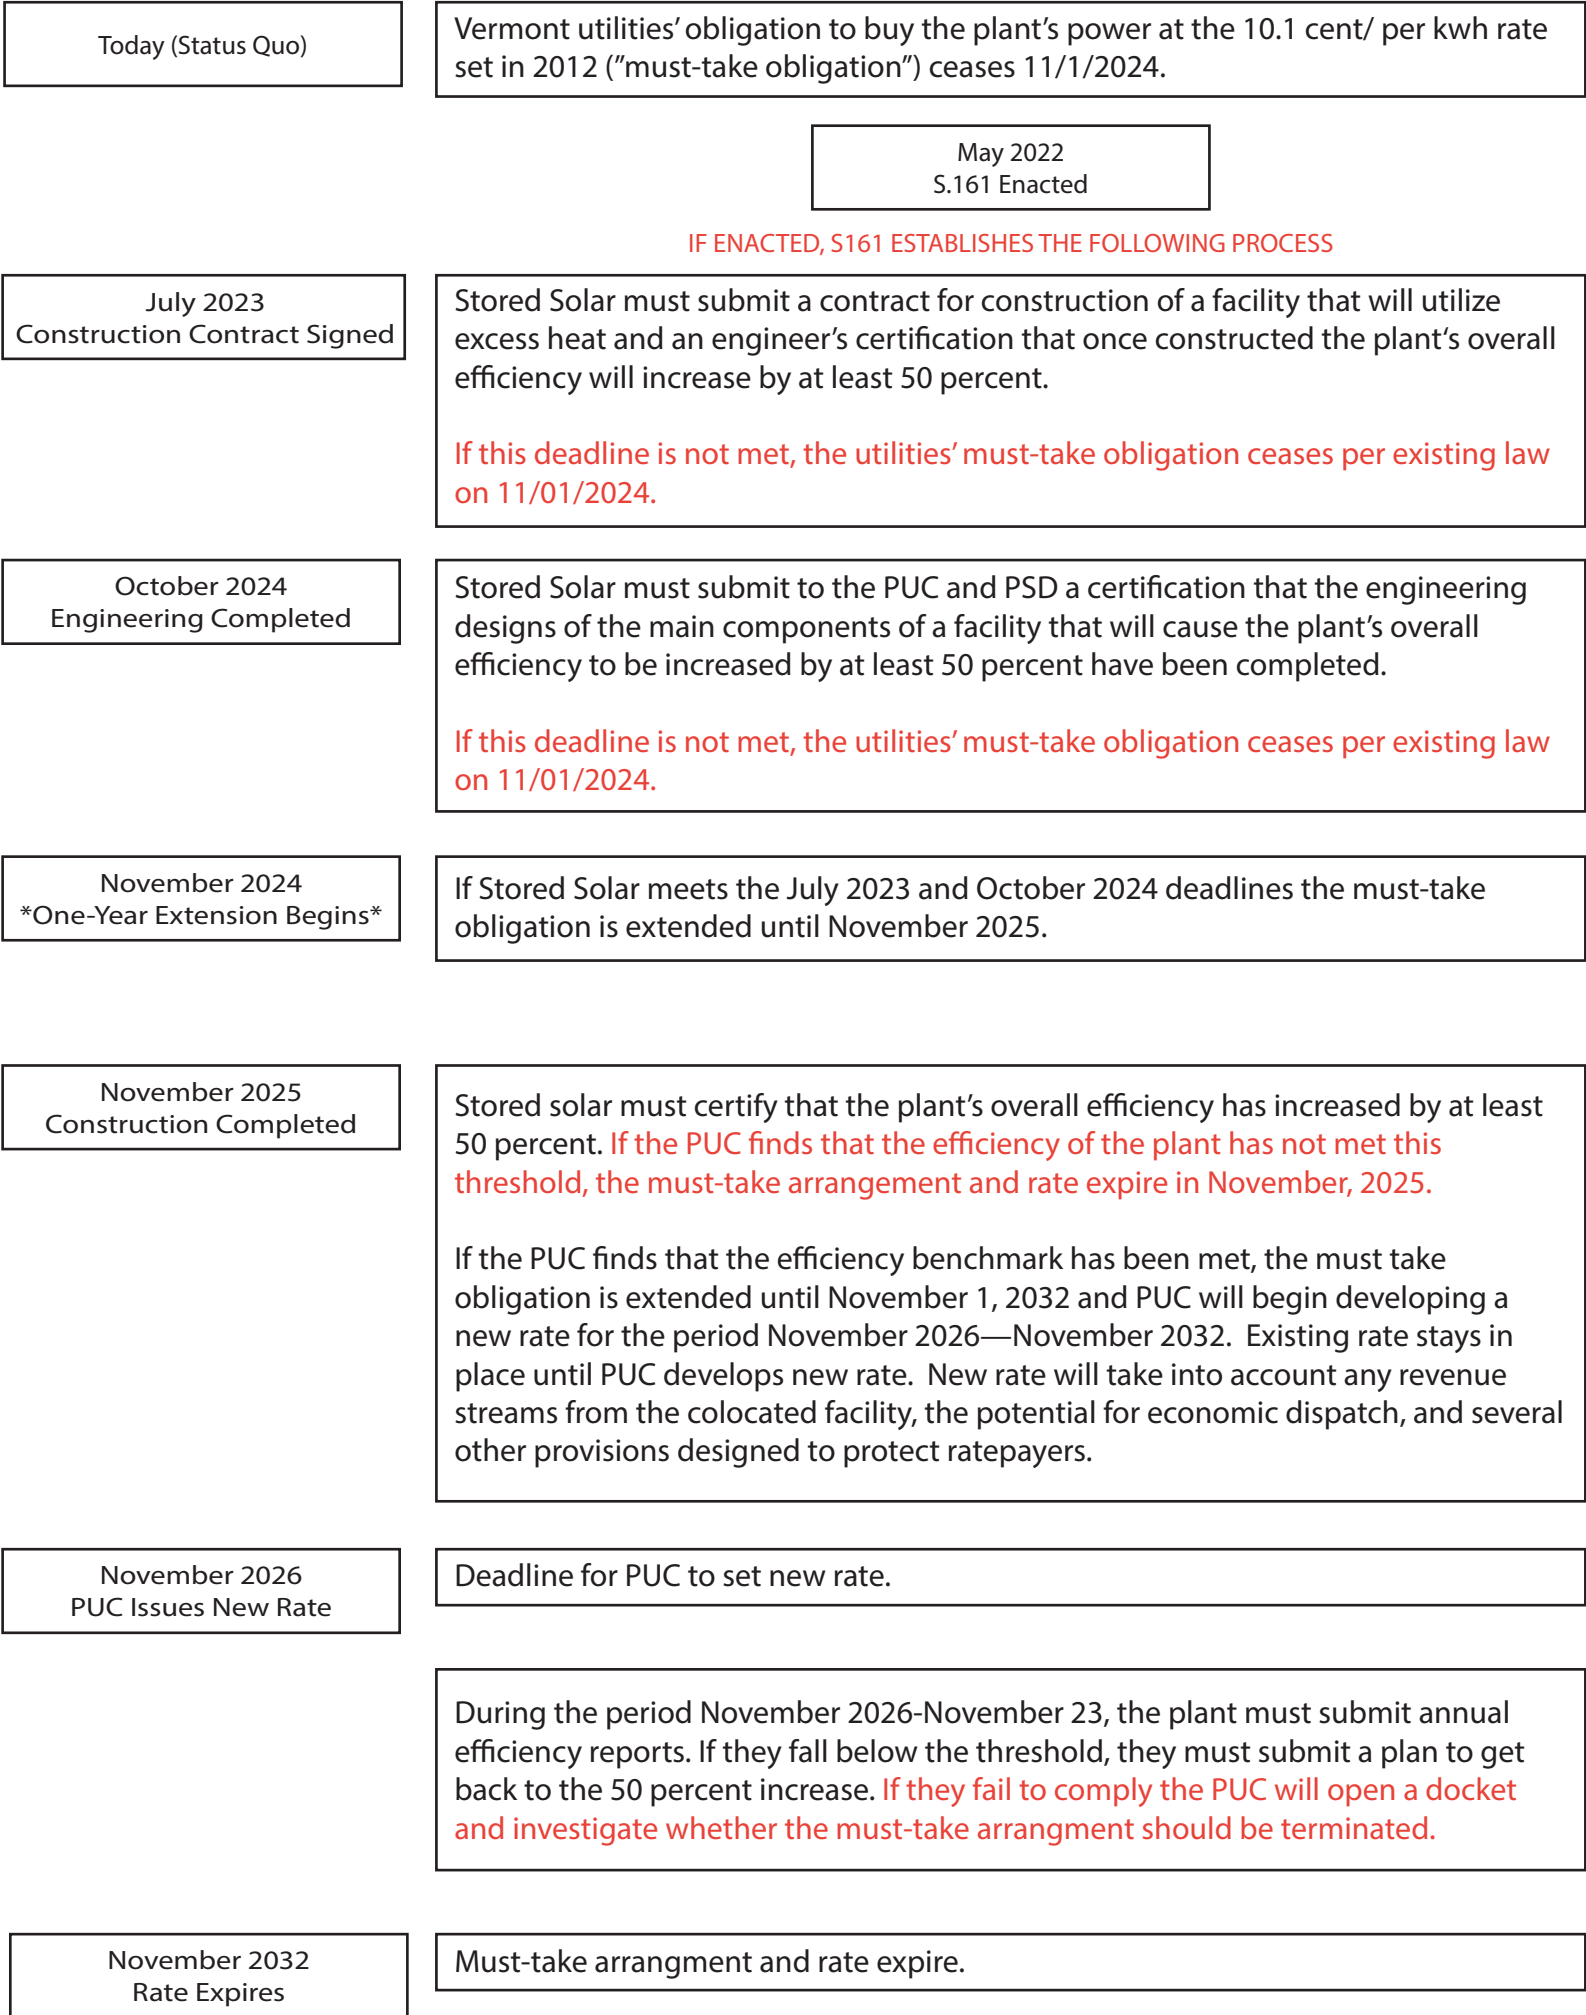 Today (Status Quo)
Vermont utilities’ obligation to buy the plant’s power at the 10.1 cent/ per kwh rate
set in 2012 (”must-take obligation”) ceases 11/1/2024.
May 2022
S.161 Enacted
IF ENACTED, S161 ESTABLISHES THE FOLLOWING PROCESS
July 2023
Construction Contract Signed
Stored Solar must submit a contract for construction of a facility that will utilize
excess heat and an engineer’s certification that once constructed the plant‘s overall
efficiency will increase by at least 50 percent.
If this deadline is not met, the utilities’ must-take obligation ceases per existing law
on 11/01/2024.
October 2024
Engineering Completed
Stored Solar must submit to the PUC and PSD a certification that the engineering
designs of the main components of a facility that will cause the plant’s overall
efficiency to be increased by at least 50 percent have been completed.
If this deadline is not met, the utilities’ must-take obligation ceases per existing law
on 11/01/2024.
November 2024
*One-Year Extension Begins*
If Stored Solar meets the July 2023 and October 2024 deadlines the must-take
obligation is extended until November 2025.
November 2025
Construction Completed
Stored solar must certify that the plant’s overall efficiency has increased by at least
50 percent. If the PUC finds that the efficiency of the plant has not met this
threshold, the must-take arrangement and rate expire in November, 2025.
If the PUC finds that the efficiency benchmark has been met, the must take
obligation is extended until November 1, 2032 and PUC will begin developing a
new rate for the period November 2026—November 2032.  Existing rate stays in
place until PUC develops new rate.  New rate will take into account any revenue
streams from the colocated facility, the potential for economic dispatch, and several
other provisions designed to protect ratepayers.
November 2026
PUC Issues New Rate
Deadline for PUC to set new rate.
During the period November 2026-November 23, the plant must submit annual
efficiency reports. If they fall below the threshold, they must submit a plan to get
back to the 50 percent increase. If they fail to comply the PUC will open a docket
and investigate whether the must-take arrangment should be terminated.
November 2032
Rate Expires
Must-take arrangment and rate expire.